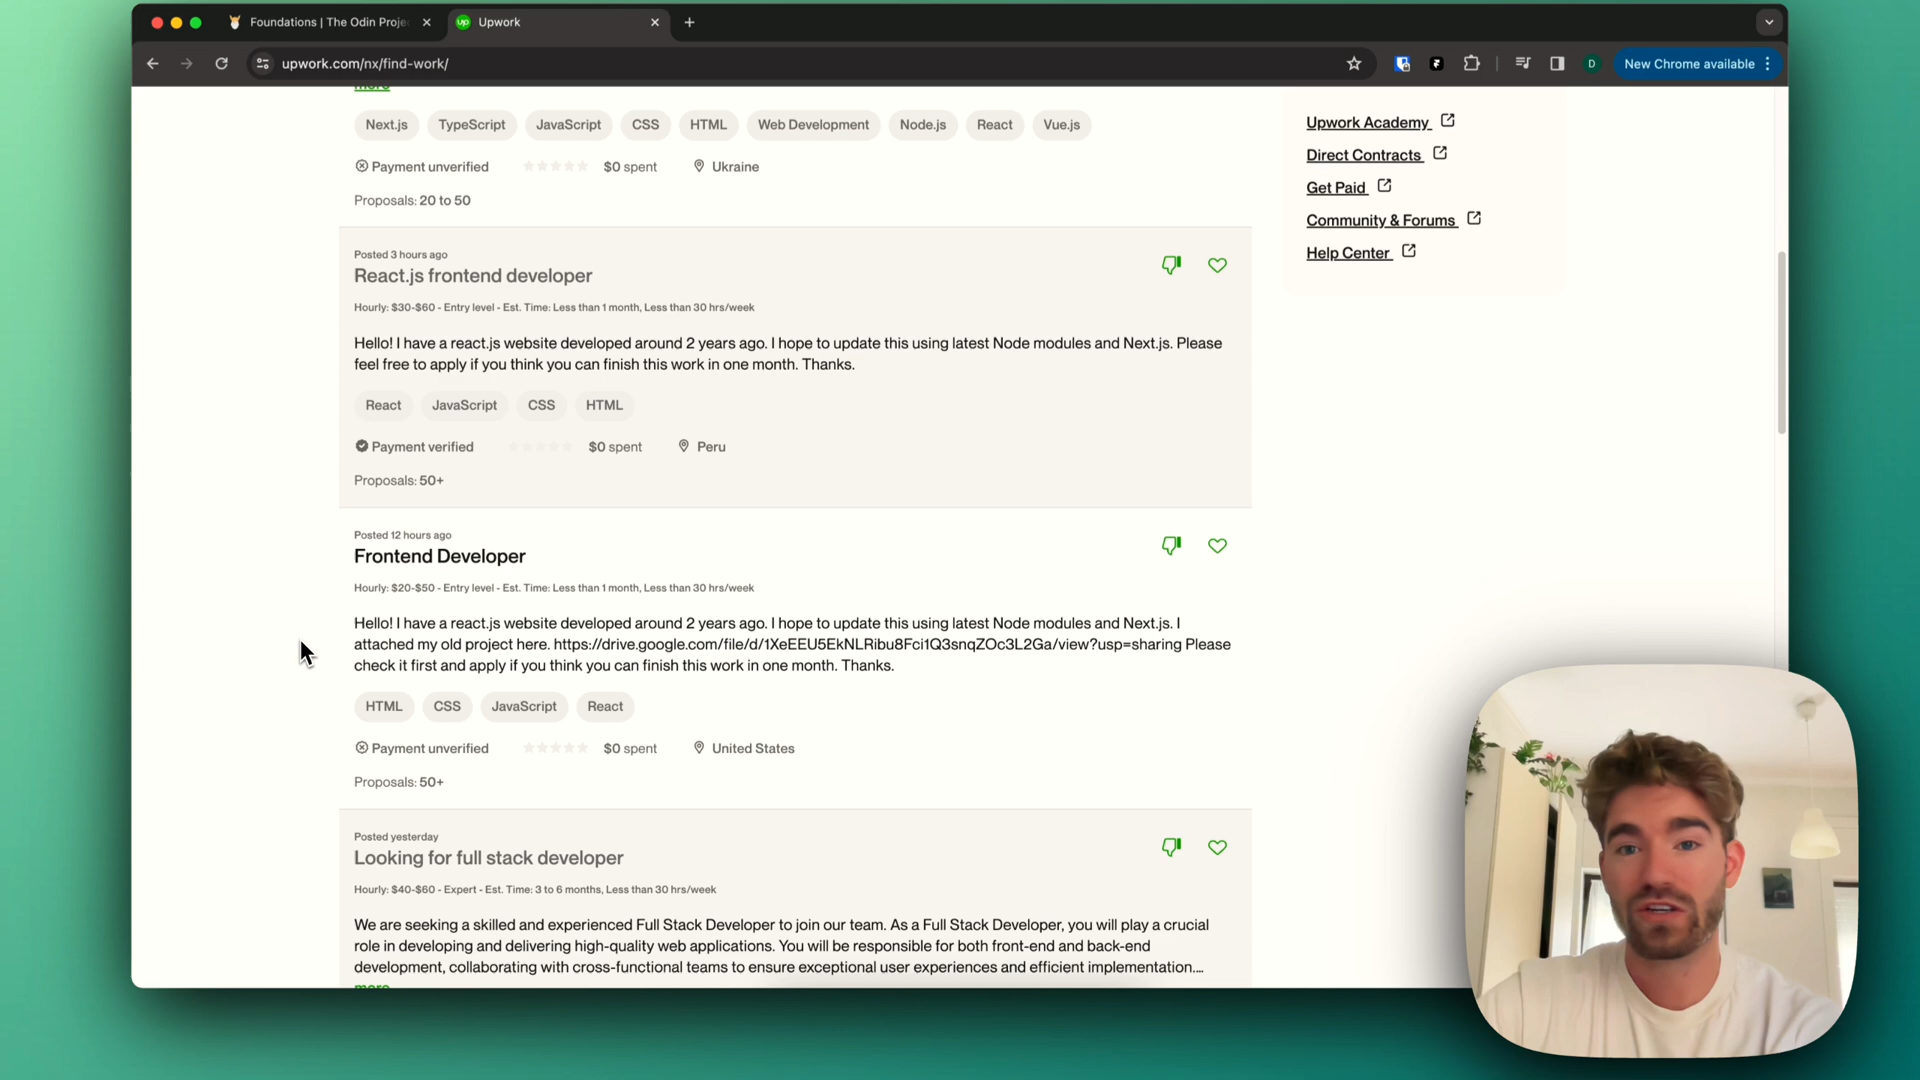 Foundations | The Odin Proje
Upwork
upwork.com/nx/find-work/
D
New Chrome available
more
Next.js TypeScript JavaScript CSS HTML Web Development Node.js React Vue.js
Payment unverified $0 spent Ukraine
Proposals: 20 to 50
Posted 3 hours ago
React.js frontend developer
Hourly: $30-$60 - Entry level - Est. Time: Less than 1 month, Less than 30 hrs/week
Hello! I have a react.js website developed around 2 years ago. I hope to update this using latest Node modules and Next.js. Please
feel free to apply if you think you can finish this work in one month. Thanks.
React JavaScript CSS HTML
Payment verified $0 spent Peru
Proposals: 50+
Posted 12 hours ago
Frontend Developer
Hourly: $20-$50 - Entry level - Est. Time: Less than 1 month, Less than 30 hrs/week
Hello! I have a react.js website developed around 2 years ago. I hope to update this using latest Node modules and Next.js. I
attached my old project here. https://drive.google.com/file/d/1XeEEU5EkNLRibu8Fci1Q3snqZOc3L2Ga/view?usp=sharing Please
check it first and apply if you think you can finish this work in one month. Thanks.
HTML CSS JavaScript React
Payment unverified $0 spent United States
Proposals: 50+
Posted yesterday
Looking for full stack developer
Hourly: $40-$60 - Expert - Est. Time: 3 to 6 months, Less than 30 hrs/week
We are seeking a skilled and experienced Full Stack Developer to join our team. As a Full Stack Developer, you will play a crucial
role in developing and delivering high-quality web applications. You will be responsible for both front-end and back-end
development, collaborating with cross-functional teams to ensure exceptional user experiences and efficient implementation....
more
Upwork Academy
Direct Contracts
Get Paid
Community & Forums
Help Center